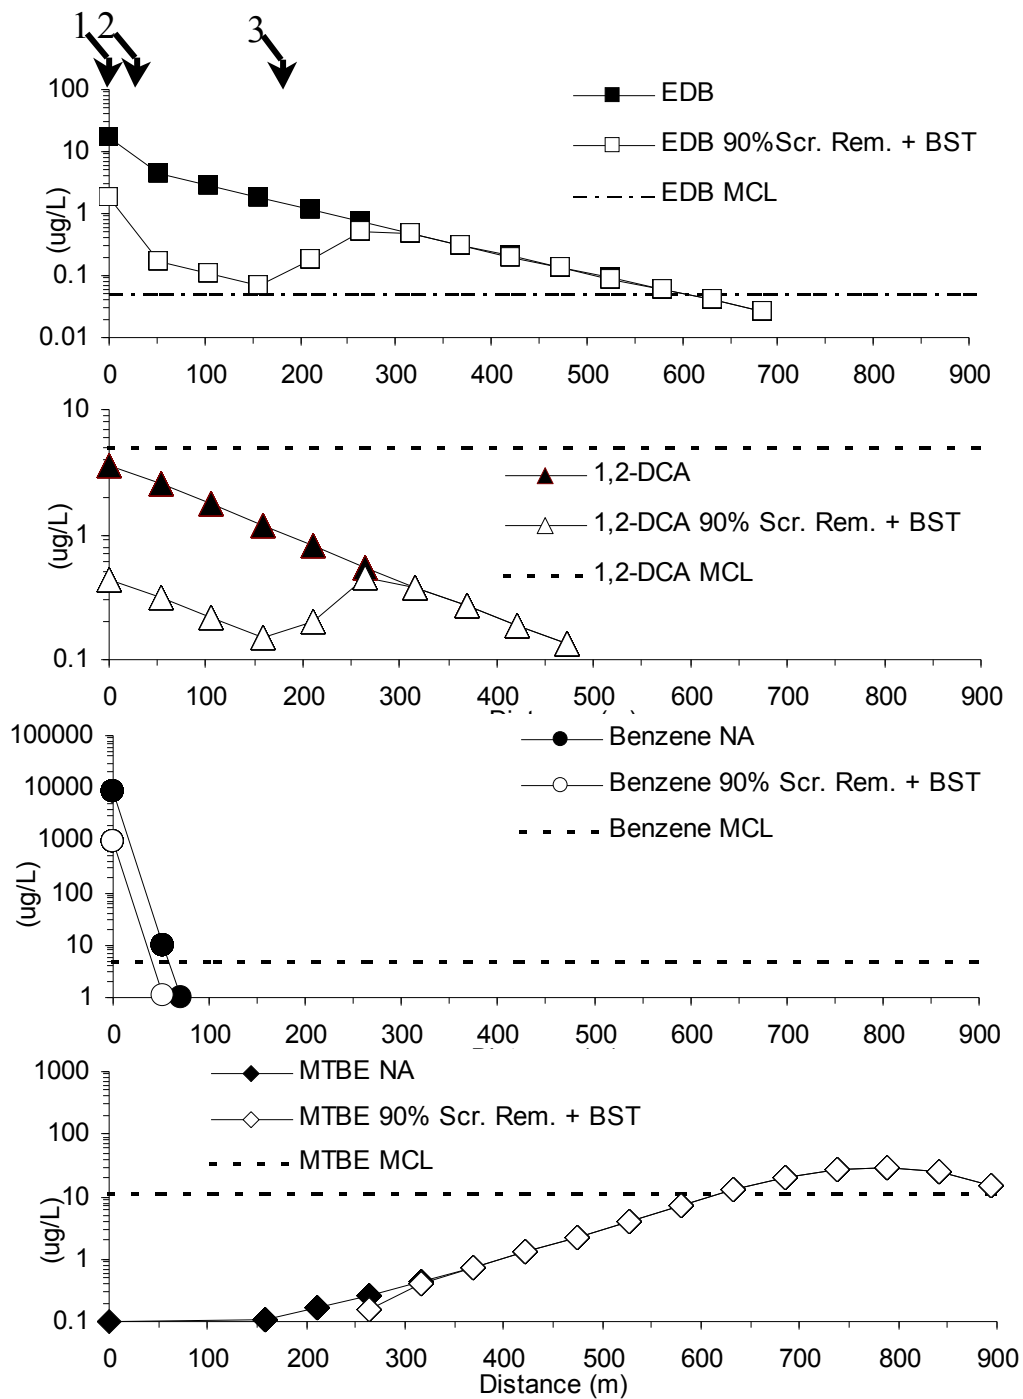 1 2 3
100
10
1
0.1
0.01
(ug/L)
EDB
EDB 90%Scr. Rem. + BST
EDB MCL
0 100 200 300 400 500 600 700 800 900
10
1
0.1
(ug/L)
1,2-DCA
1,2-DCA 90% Scr. Rem. + BST
1,2-DCA MCL
0 100 200 300 400 500 600 700 800 900
100000
10000
1000
100
10
1
(ug/L)
Benzene NA
Benzene 90% Scr. Rem. + BST
Benzene MCL
0 100 200 300 400 500 600 700 800 900
1000
100
10
1
0.1
(ug/L)
MTBE NA
MTBE 90% Scr. Rem. + BST
MTBE MCL
0 100 200 300 400 500 600 700 800 900
Distance (m)